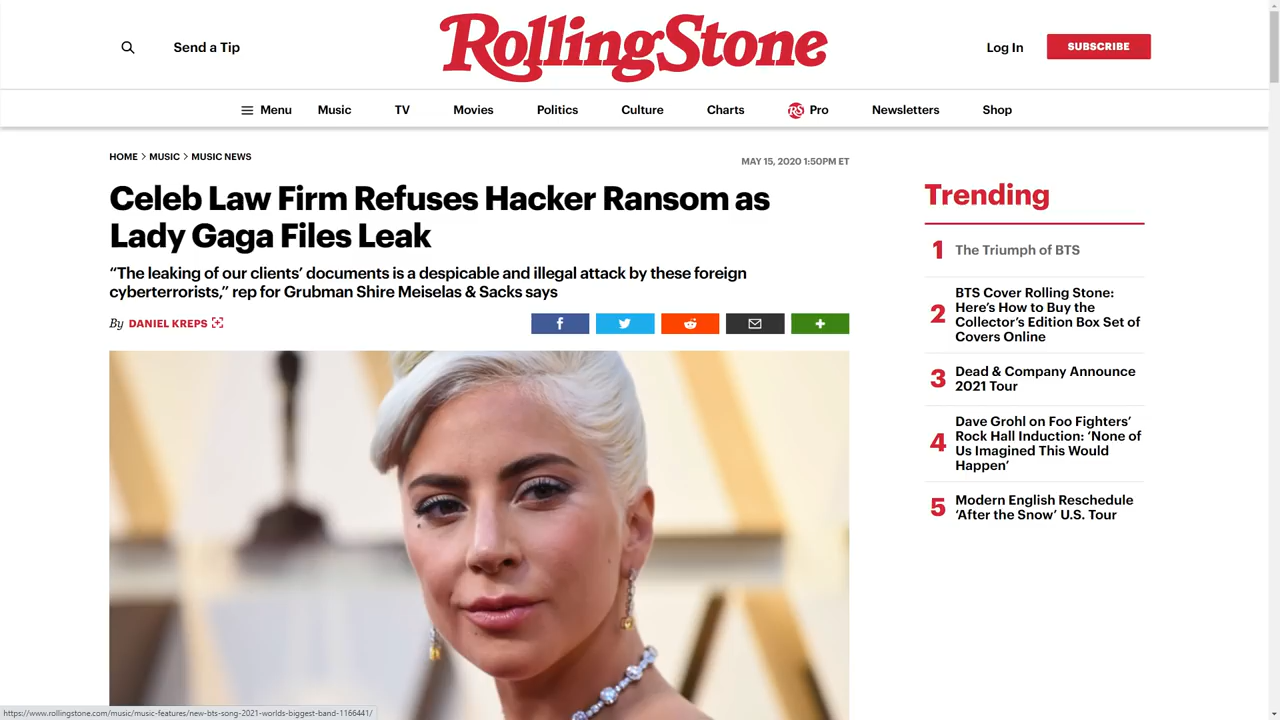 Send a Tip
RollingStone
Log In
SUBSCRIBE
Menu
Music
TV
Movies
Politics
Culture
Charts
RS Pro
Newsletters
Shop
HOME > MUSIC > MUSIC NEWS
MAY 15, 2020 1:50PM ET
Celeb Law Firm Refuses Hacker Ransom as
Lady Gaga Files Leak
“The leaking of our clients’ documents is a despicable and illegal attack by these foreign
cyberterrorists,” rep for Grubman Shire Meiselas & Sacks says
By DANIEL KREPS
Trending
1
The Triumph of BTS
2
BTS Cover Rolling Stone:
Here’s How to Buy the
Collector’s Edition Box Set of
Covers Online
3
Dead & Company Announce
2021 Tour
4
Dave Grohl on Foo Fighters’
Rock Hall Induction: ‘None of
Us Imagined This Would
Happen’
5
Modern English Reschedule
‘After the Snow’ U.S. Tour
https://www.rollingstone.com/music/music-features/new-bts-song-2021-worlds-biggest-band-1166441/